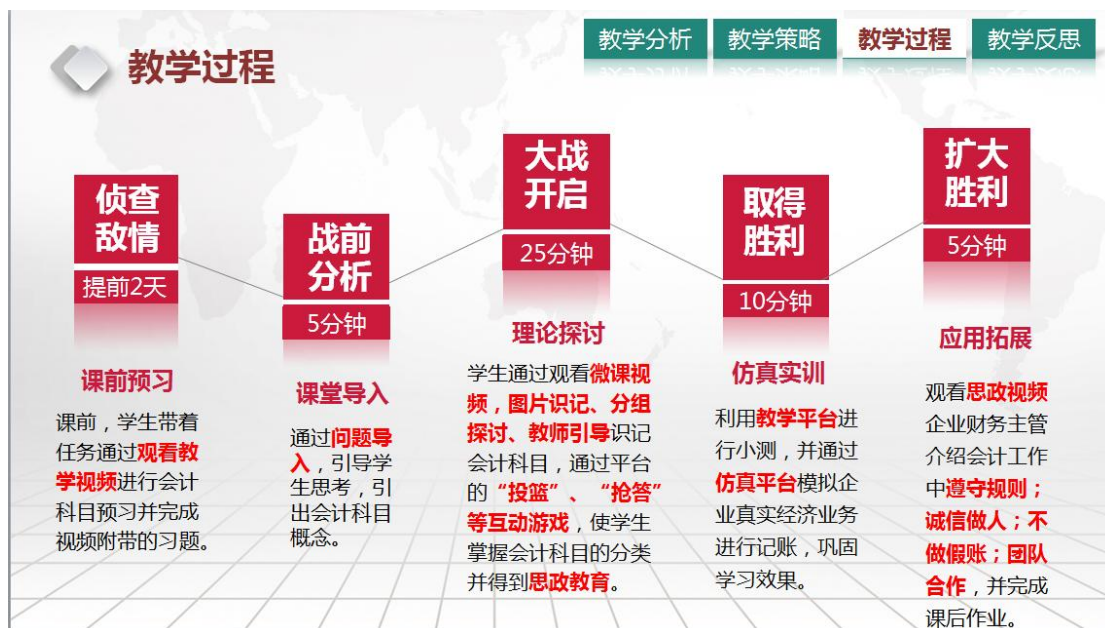 教学分析
教学策略
教学过程
教学反思
教学过程
侦查
敌情
提前2天
课前预习
课前，学生带着
任务通过观看教
学视频进行会计
科目预习并完成
视频附带的习题。
战前
分析
5分钟
课堂导入
通过问题导
入，引导学
生思考，引
出会计科目
概念。
大战
开启
25分钟
理论探讨
学生通过观看微课视
频，图片识记、分组
探讨、教师引导识记
会计科目，通过平台
的“投篮”、“抢答”
等互动游戏，使学生
掌握会计科目的分类
并得到思政教育。
取得
胜利
10分钟
仿真实训
利用教学平台进
行小测，并通过
仿真平台模拟企
业真实经济业务
进行记账，巩固
学习效果。
扩大
胜利
5分钟
应用拓展
观看思政视频
企业财务主管
介绍会计工作
中遵守规则；
诚信做人；不
做假账；团队
合作，并完成
课后作业。